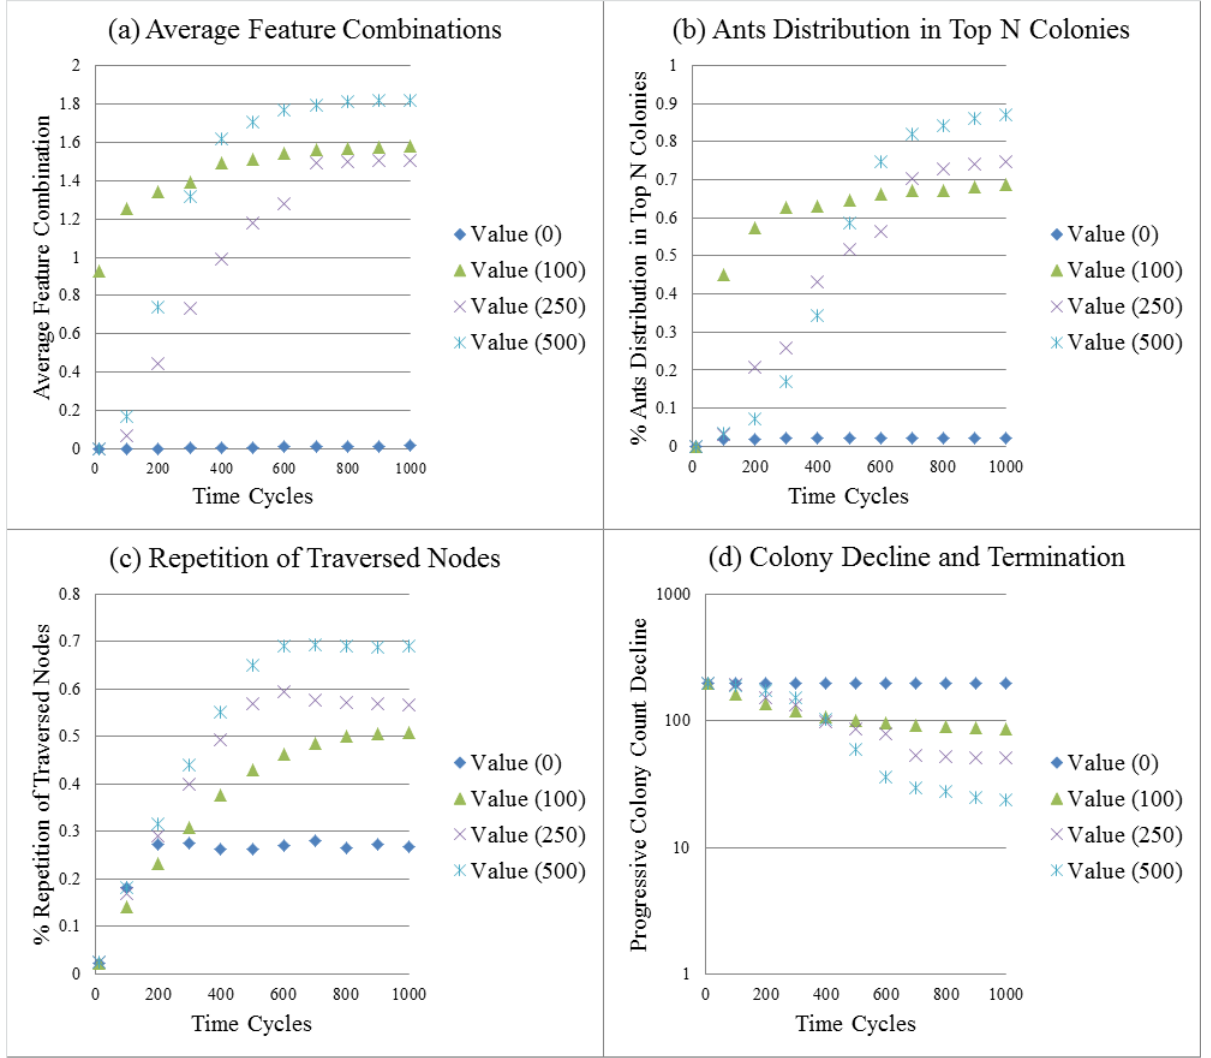 (a) Average Feature Combinations
2
1.8
1.6
1.4
1.2
1
0.8
0.6
0.4
0.2
0
Average Feature Combination
0 200 400 600 800 1000
Time Cycles
Value (0)
Value (100)
Value (250)
Value (500)
(b) Ants Distribution in Top N Colonies
1
0.9
0.8
0.7
0.6
0.5
0.4
0.3
0.2
0.1
0
% Ants Distribution in Top N Colonies
0 200 400 600 800 1000
Time Cycles
Value (0)
Value (100)
Value (250)
Value (500)
(c) Repetition of Traversed Nodes
0.8
0.7
0.6
0.5
0.4
0.3
0.2
0.1
0
% Repetition of Traversed Nodes
0 200 400 600 800 1000
Time Cycles
Value (0)
Value (100)
Value (250)
Value (500)
(d) Colony Decline and Termination
1000
100
10
1
Progressive Colony Count Decline
0 200 400 600 800 1000
Time Cycles
Value (0)
Value (100)
Value (250)
Value (500)